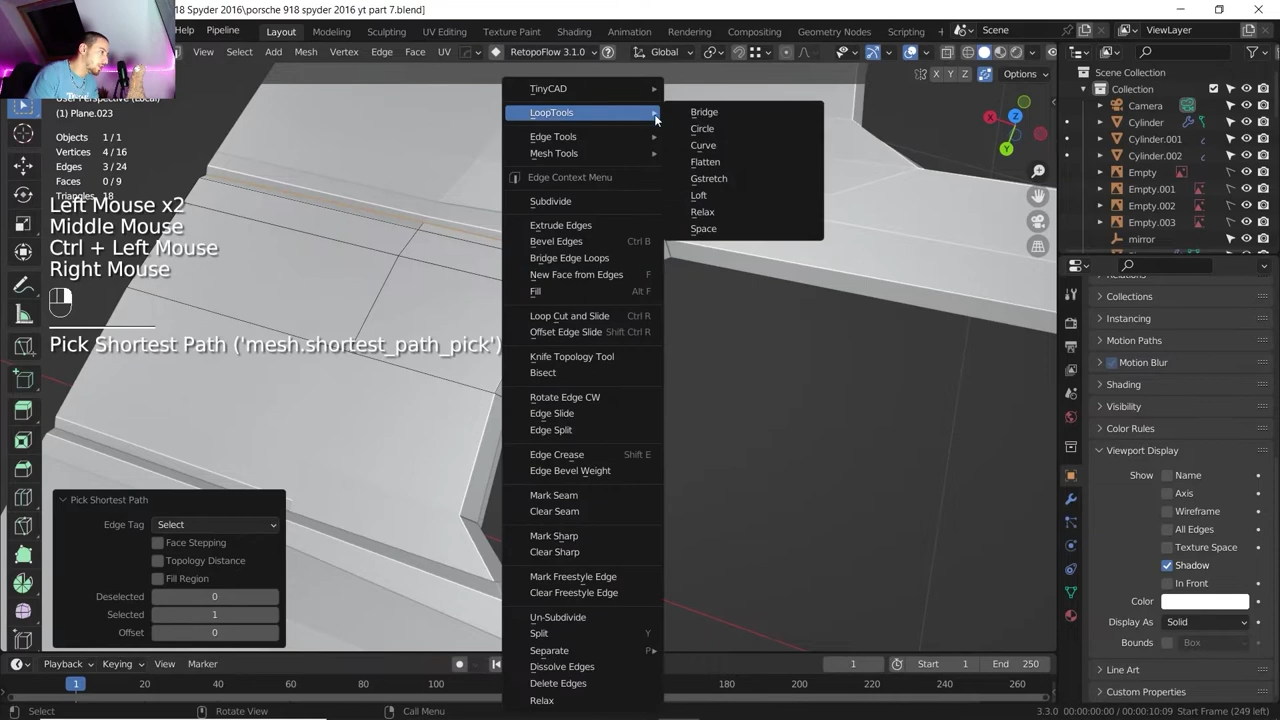 18 Spyder 2016\porsche 918 spyder 2016 yt part 7.blend]
Help
Pipeline
Layout
Modeling
Sculpting
UV Editing
Texture Paint
Shading
Animation
Rendering
Compositing
Geometry Nodes
Scripting
Scene
ViewLayer
View
Select
Add
Mesh
Vertex
Edge
Face
UV
RetopoFlow 3.1.0
Global
X Y Z
Options
(1) Plane.023
Objects 1 / 1
Vertices 4 / 16
Edges 3 / 24
Faces 0 / 9
Triangles 18
Left Mouse x2
Middle Mouse
Ctrl + Left Mouse
Right Mouse
Pick Shortest Path ('mesh.shortest_path_pick')
TinyCAD
LoopTools
Edge Tools
Mesh Tools
Edge Context Menu
Subdivide
Extrude Edges
Bevel Edges Ctrl B
Bridge Edge Loops
New Face from Edges F
Fill Alt F
Loop Cut and Slide Ctrl R
Offset Edge Slide Shift Ctrl R
Knife Topology Tool
Bisect
Rotate Edge CW
Edge Slide
Edge Split
Edge Crease Shift E
Edge Bevel Weight
Mark Seam
Clear Seam
Mark Sharp
Clear Sharp
Mark Freestyle Edge
Clear Freestyle Edge
Un-Subdivide
Split Y
Separate P
Dissolve Edges
Delete Edges
Relax
Bridge
Circle
Curve
Flatten
Gstretch
Loft
Relax
Space
X
Z
Y
Pick Shortest Path
Edge Tag Select
Face Stepping
Topology Distance
Fill Region
Deselected 0
Selected 1
Offset 0
Scene Collection
Collection
Camera
Cylinder
Cylinder.001
Cylinder.002
Empty
Empty.001
Empty.002
Empty.003
mirror
Relations
Collections
Instancing
Motion Paths
Motion Blur
Shading
Visibility
Color Rules
Viewport Display
Show Name
Axis
Wireframe
All Edges
Texture Space
Shadow
In Front
Color
Display As Solid
Bounds Box
Line Art
Custom Properties
Playback
Keying
View
Marker
1
Start 1
End 250
1 20 40 60 80 100 180 200 220 240 260
Select
Rotate View
Call Menu
3.3.0 00:00:00:00 / 00:00:10:09 Start Frame (249 left)